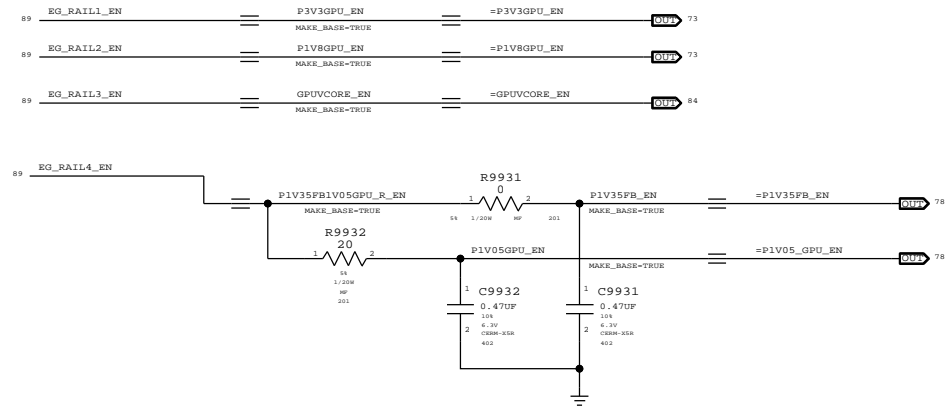 EG_RAIL1_EN P3V3GPU_EN =P3V3GPU_EN
89 OUT 73
MAKE_BASE=TRUE
EG_RAIL2_EN P1V8GPU_EN =P1V8GPU_EN
89 OUT 73
MAKE_BASE=TRUE
EG_RAIL3_EN GPUVCORE_EN =GPUVCORE_EN
89 OUT 84
MAKE_BASE=TRUE
89 EG_RAIL4_EN
R9931
0
P1V35FB1V05GPU_R_EN 1 2 P1V35FB_EN =P1V35FB_EN
OUT 78
MAKE_BASE=TRUE 5% 1/20W MF 201 MAKE_BASE=TRUE
R9932
20
1 2 P1V05GPU_EN =P1V05_GPU_EN
OUT 78
MAKE_BASE=TRUE
5%
1/20W
MF
201
1 C9932
0.47UF
10%
6.3V
2 CERM-X5R
402
1 C9931
0.47UF
10%
6.3V
2 CERM-X5R
402